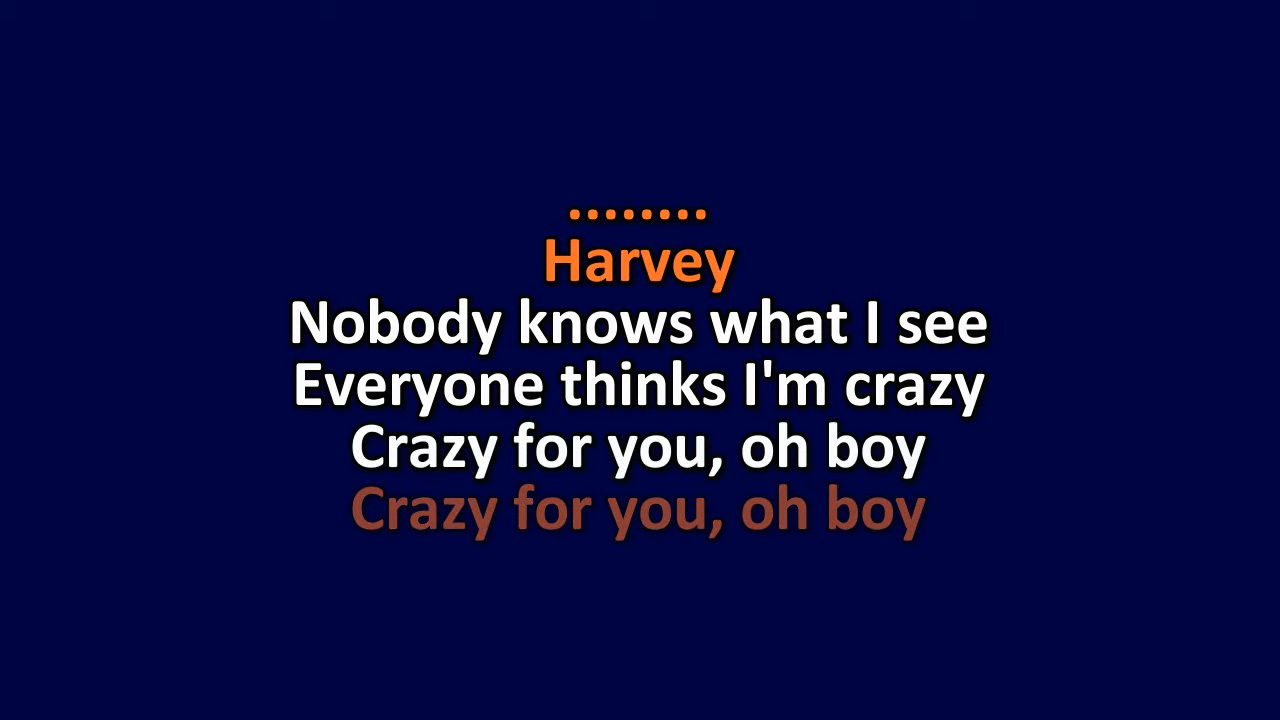 ........
Harvey
Nobody knows what I see
Everyone thinks I'm crazy
Crazy for you, oh boy
Crazy for you, oh boy